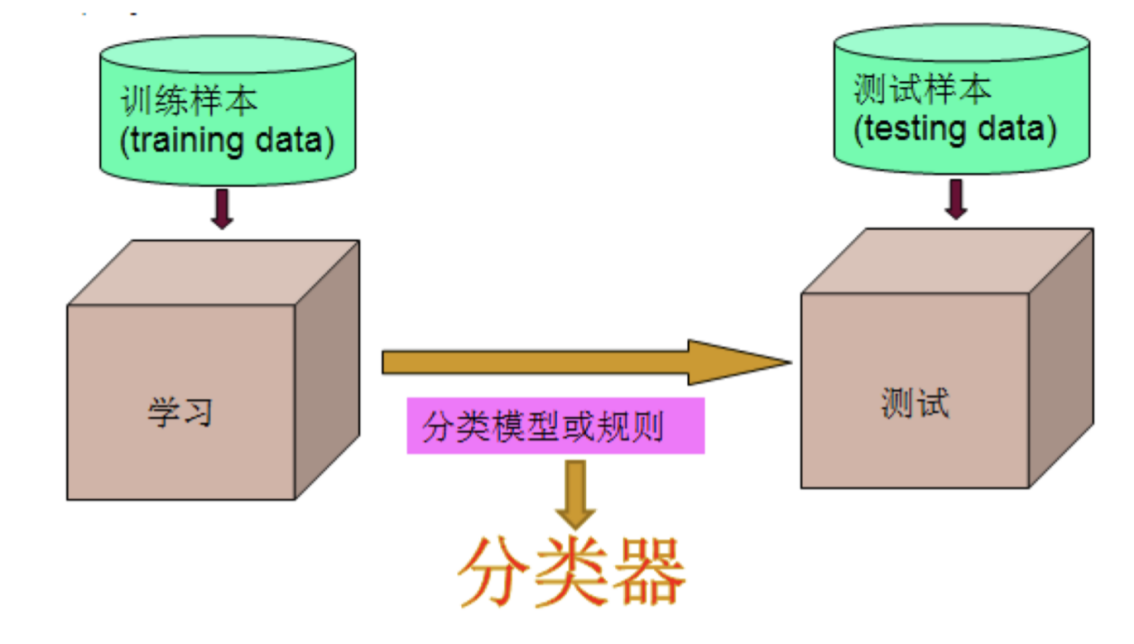 训练样本
(training data)
测试样本
(testing data)
学习
测试
分类模型或规则
分类器